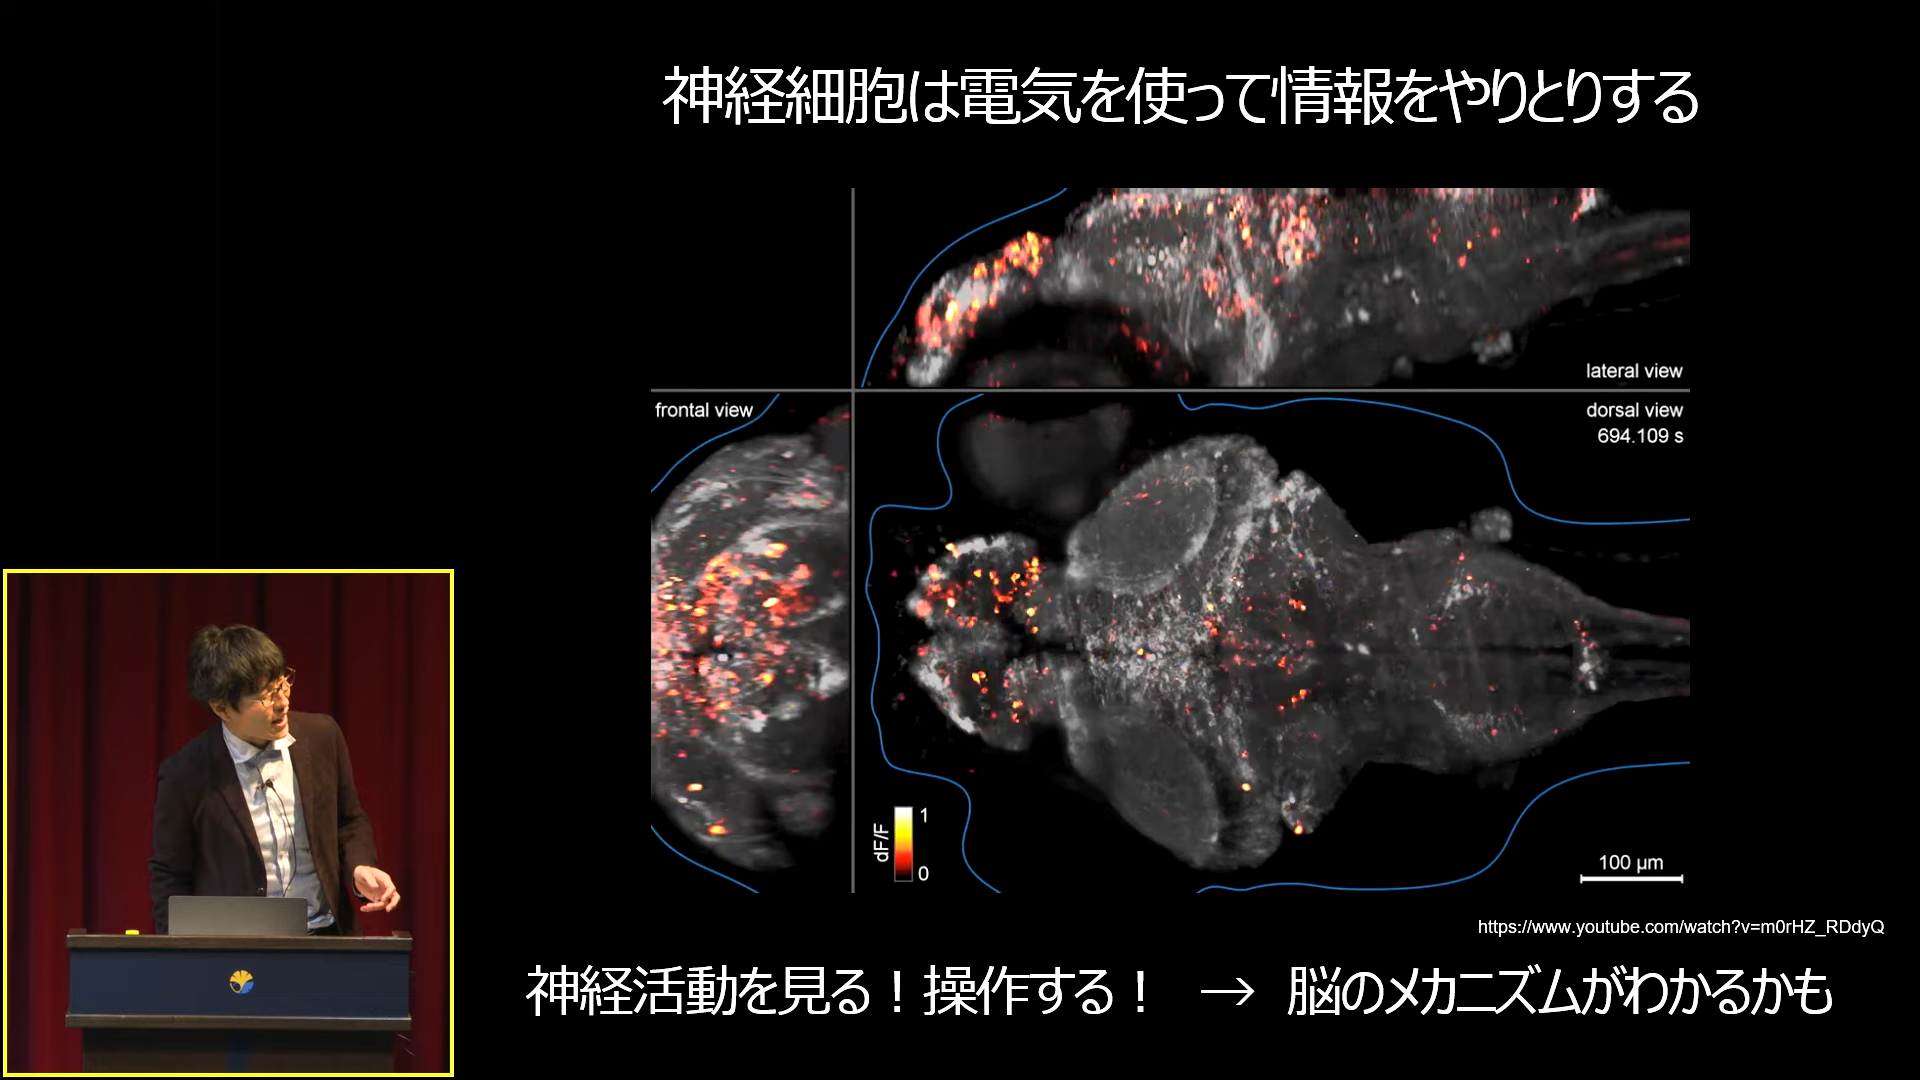 神経細胞は電気を使って情報をやりとりする
lateral view
frontal view
dorsal view
694.109 s
dF/F
1
0
100 µm
https://www.youtube.com/watch?v=m0rHZ_RDdyQ
神経活動を見る！操作する！ → 脳のメカニズムがわかるかも